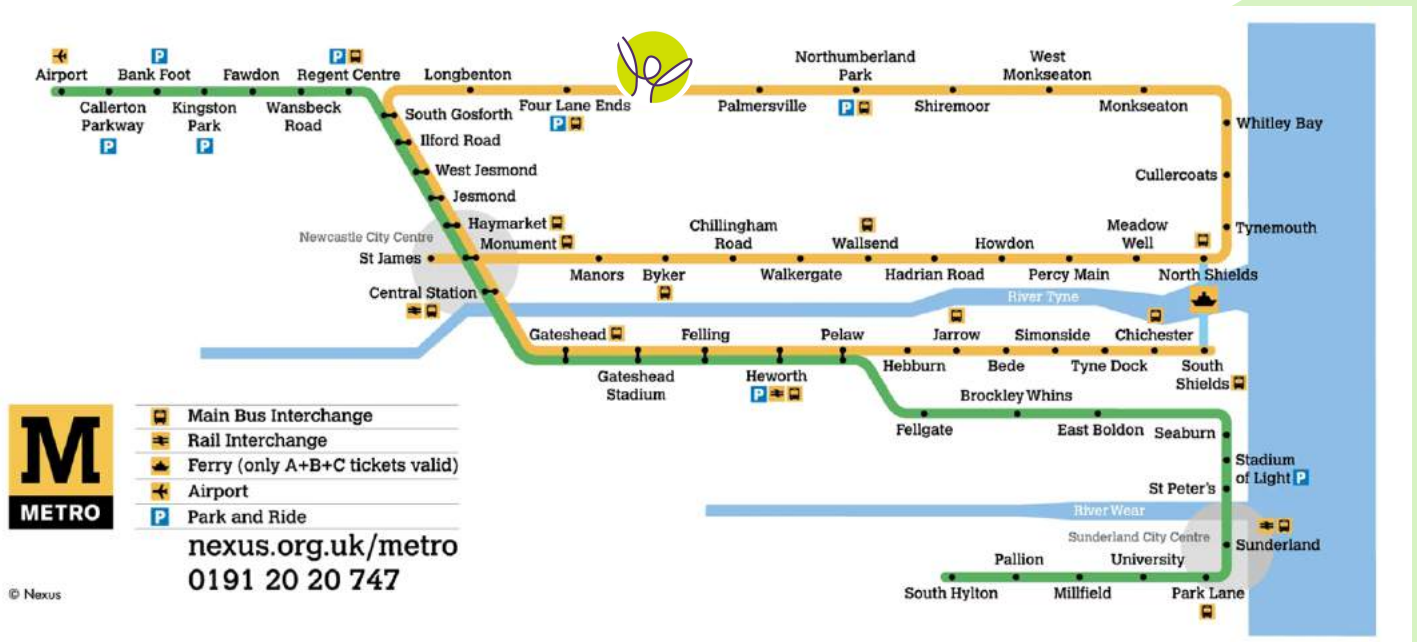 Airport
Bank Foot
Fawdon
Regent Centre
Callerton
Parkway
Kingston
Park
Wansbeck
Road
Longbenton
Four Lane Ends
Palmersville
Northumberland
Park
Shiremoor
West
Monkseaton
Monkseaton
South Gosforth
Ilford Road
West Jesmond
Jesmond
Haymarket
Newcastle City Centre
Monument
St James
Central Station
Manors
Byker
Chillingham
Road
Walkergate
Wallsend
Hadrian Road
Howdon
Percy Main
Meadow
Well
North Shields
Whitley Bay
Cullercoats
Tynemouth
River Tyne
Gateshead
Gateshead
Stadium
Felling
Heworth
Pelaw
Hebburn
Jarrow
Bede
Simonside
Tyne Dock
Chichester
South
Shields
Fellgate
Brockley Whins
East Boldon
Seaburn
Stadium
of Light
St Peter's
River Wear
Sunderland City Centre
Sunderland
South Hylton
Pallion
Millfield
University
Park Lane
M
METRO
Main Bus Interchange
Rail Interchange
Ferry (only A+B+C tickets valid)
Airport
P Park and Ride
nexus.org.uk/metro
0191 20 20 747
© Nexus